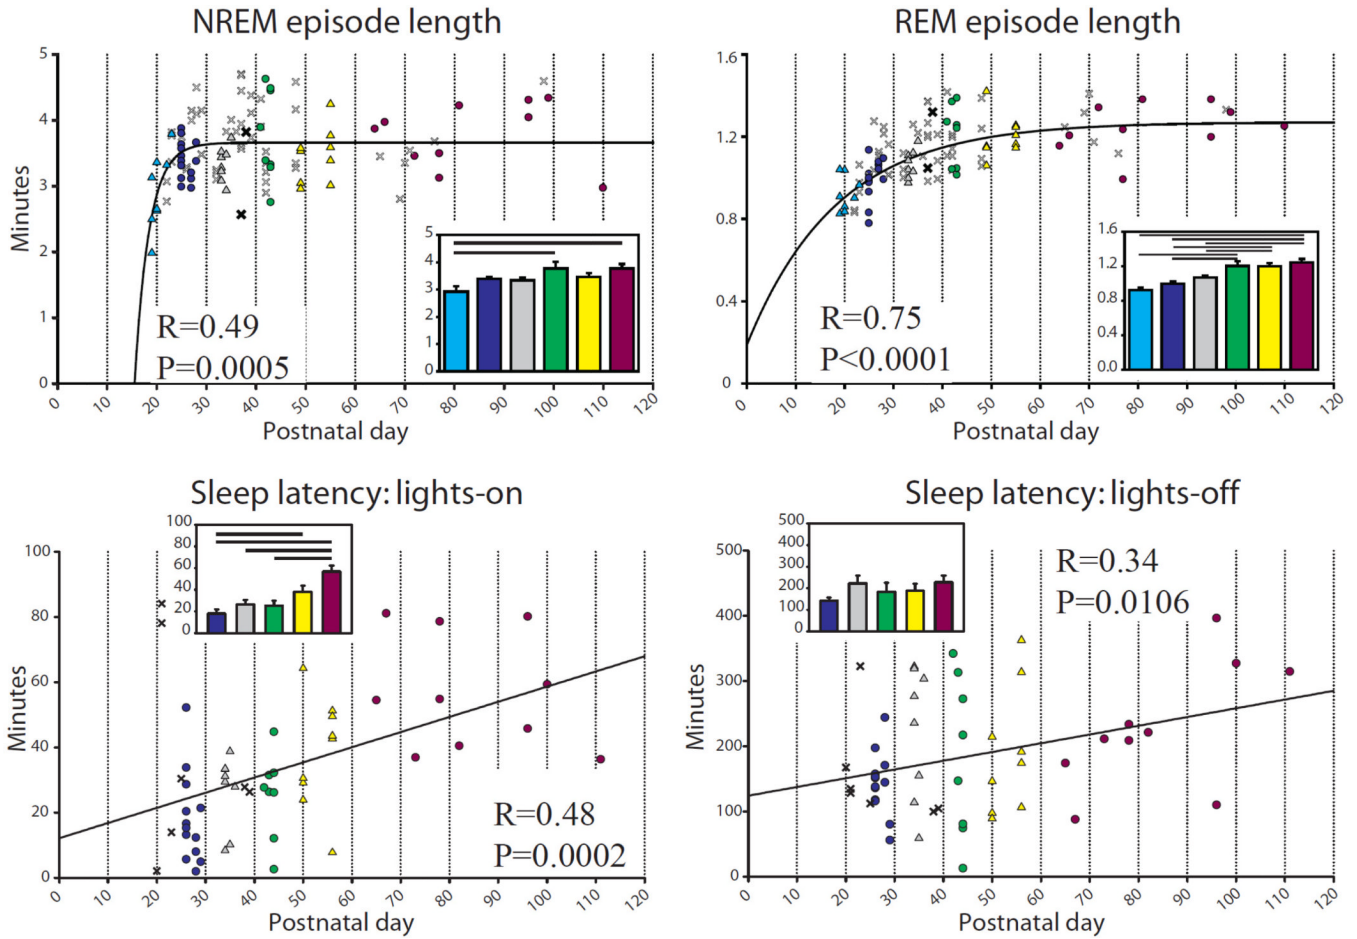 NREM episode length
5
4
3
2
1
0
Minutes
R=0.49
P=0.0005
5
4
3
2
1
0
0 10 20 30 40 50 60 70 80 90 100 110 120
Postnatal day
REM episode length
1.6
1.2
0.8
0.4
0
Minutes
R=0.75
P<0.0001
1.6
1.2
0.8
0.4
0.0
0 10 20 30 40 50 60 70 80 90 100 110 120
Postnatal day
Sleep latency: lights-on
100
80
60
40
20
0
Minutes
100
80
60
40
20
0
R=0.48
P=0.0002
0 10 20 30 40 50 60 70 80 90 100 110 120
Postnatal day
Sleep latency: lights-off
500
400
300
200
100
0
Minutes
500
400
300
200
100
0
R=0.34
P=0.0106
0 10 20 30 40 50 60 70 80 90 100 110 120
Postnatal day